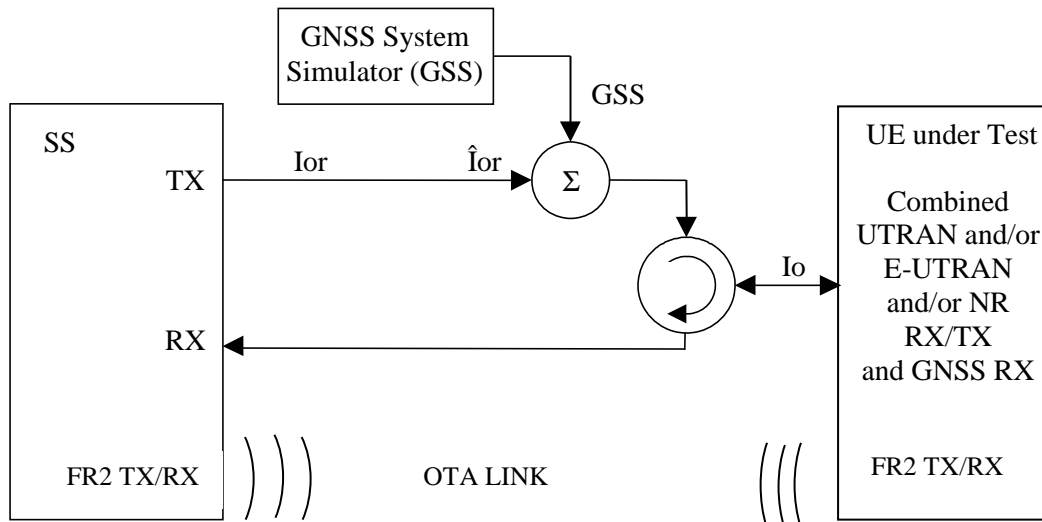 GNSS System
Simulator (GSS)
GSS
SS
TX
Ior
Îor
Σ
UE under Test
Combined
UTRAN and/or
E-UTRAN
and/or NR
RX/TX
and GNSS RX
Io
RX
FR2 TX/RX
OTA LINK
FR2 TX/RX